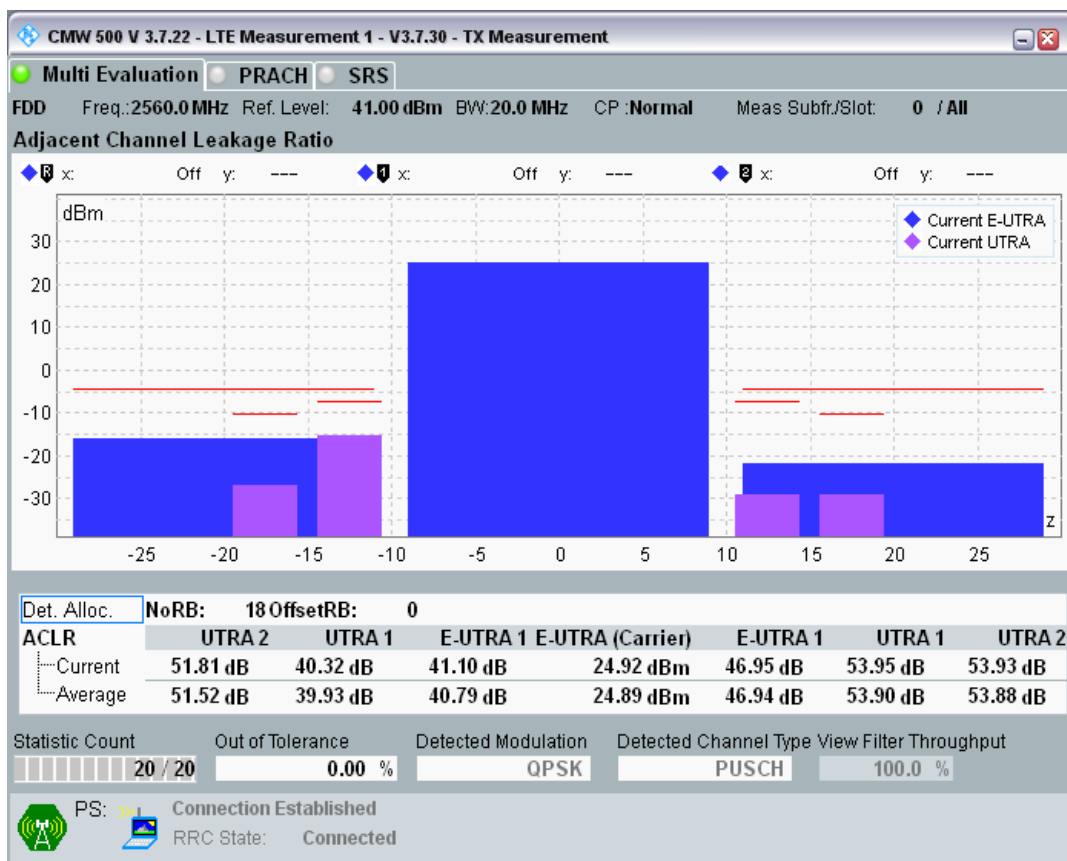 CMW 500 V 3.7.22 - LTE Measurement 1 - V3.7.30 - TX Measurement
Multi Evaluation PRACH SRS
FDD Freq.:2560.0 MHz Ref. Level: 41.00 dBm BW:20.0 MHz CP :Normal Meas Subfr./Slot: 0 / All
Adjacent Channel Leakage Ratio
R x: Off y: --- 1 x: Off y: --- 2 x: Off y: ---
dBm
Current E-UTRA
Current UTRA
30
20
10
0
-10
-20
-30
z
-25 -20 -15 -10 -5 0 5 10 15 20 25
Det. Alloc. NoRB: 18 OffsetRB: 0
ACLR UTRA 2 UTRA 1 E-UTRA 1 E-UTRA (Carrier) E-UTRA 1 UTRA 1 UTRA 2
Current 51.81 dB 40.32 dB 41.10 dB 24.92 dBm 46.95 dB 53.95 dB 53.93 dB
Average 51.52 dB 39.93 dB 40.79 dB 24.89 dBm 46.94 dB 53.90 dB 53.88 dB
Statistic Count Out of Tolerance Detected Modulation Detected Channel Type View Filter Throughput
20 / 20 0.00 % QPSK PUSCH 100.0 %
PS: Connection Established
RRC State: Connected